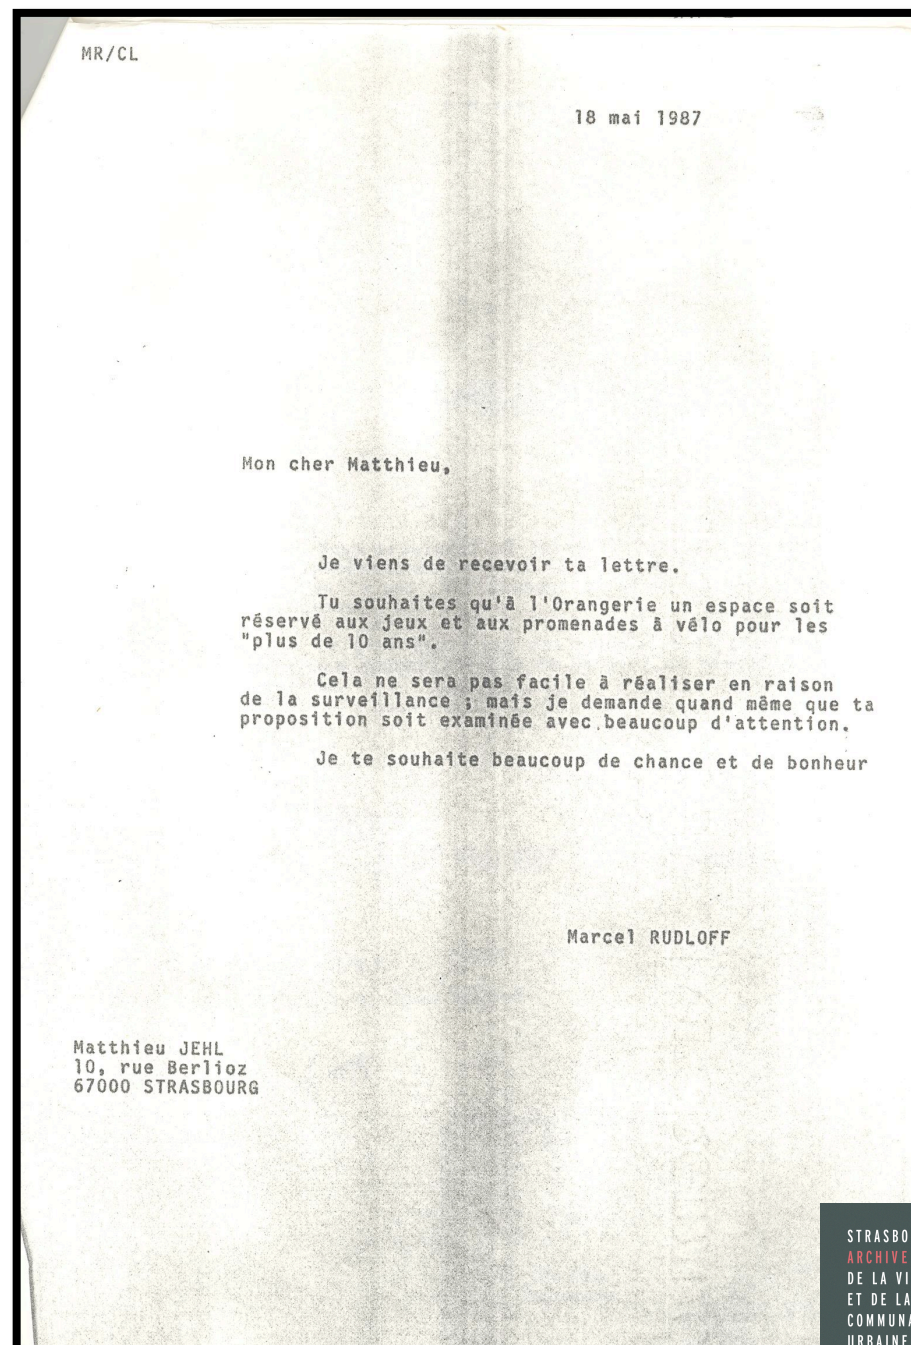 MR/CL
18 mai 1987
Mon cher Matthieu,
Je viens de recevoir ta lettre.
Tu souhaites qu'à l'Orangerie un espace soit
réservé aux jeux et aux promenades à vélo pour les
"plus de 10 ans".
Cela ne sera pas facile à réaliser en raison
de la surveillance ; mais je demande quand même que ta
proposition soit examinée avec beaucoup d'attention.
Je te souhaite beaucoup de chance et de bonheur
Marcel RUDLOFF
Matthieu JEHL
10, rue Berlioz
67000 STRASBOURG
STRASBO
ARCHIVE
DE LA VI
ET DE LA
COMMUNA
URBAINE